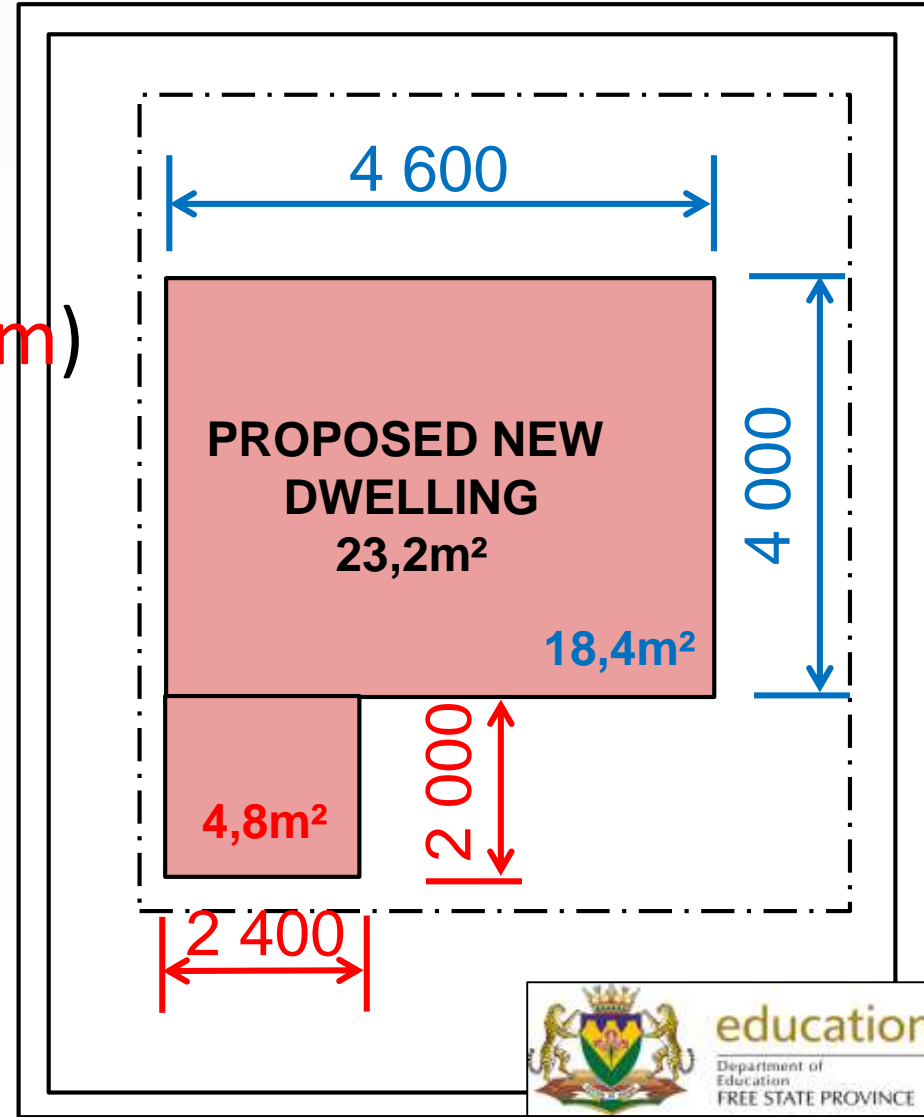 4 600
m)
PROPOSED NEW
DWELLING
23,2m²
4 000
18,4m²
2 000
4,8m²
2 400
education
Department of
Education
FREE STATE PROVINCE